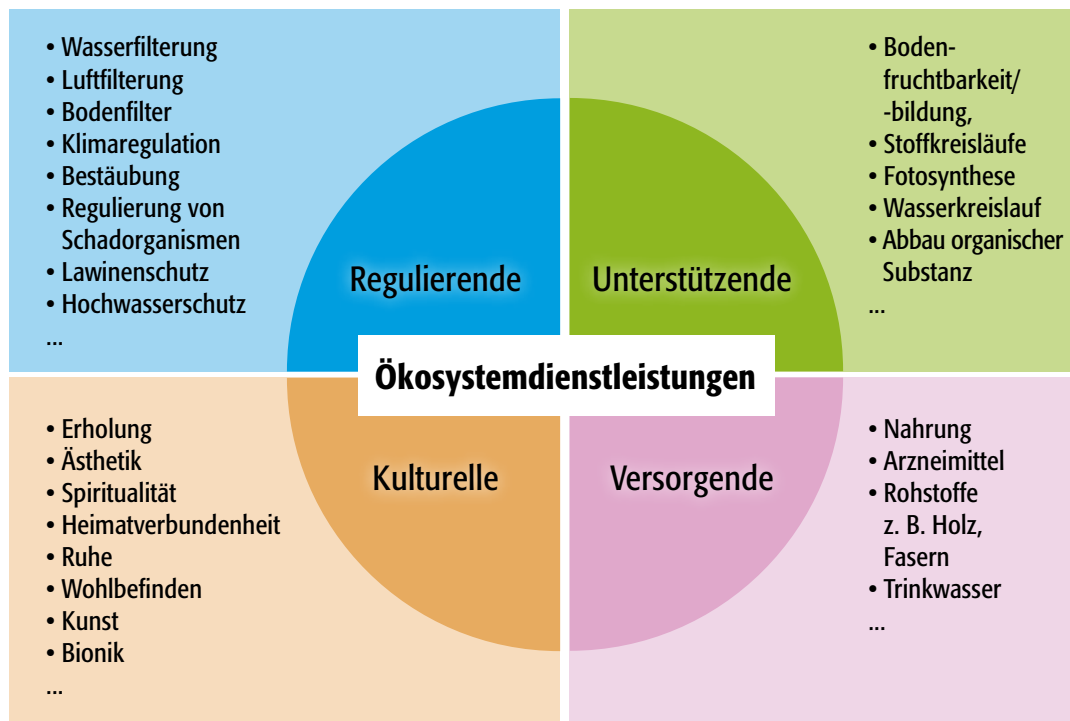 • Wasserfilterung
• Luftfilterung
• Bodenfilter
• Klimaregulation
• Bestäubung
• Regulierung von
Schadorganismen
• Lawinenschutz
• Hochwasserschutz
...
Regulierende
• Boden-
fruchtbarkeit/
-bildung,
• Stoffkreisläufe
• Fotosynthese
• Wasserkreislauf
• Abbau organischer
Substanz
...
Unterstützende
Ökosystemdienstleistungen
• Erholung
• Ästhetik
• Spiritualität
• Heimatverbundenheit
• Ruhe
• Wohlbefinden
• Kunst
• Bionik
...
Kulturelle
• Nahrung
• Arzneimittel
• Rohstoffe
z. B. Holz,
Fasern
• Trinkwasser
...
Versorgende